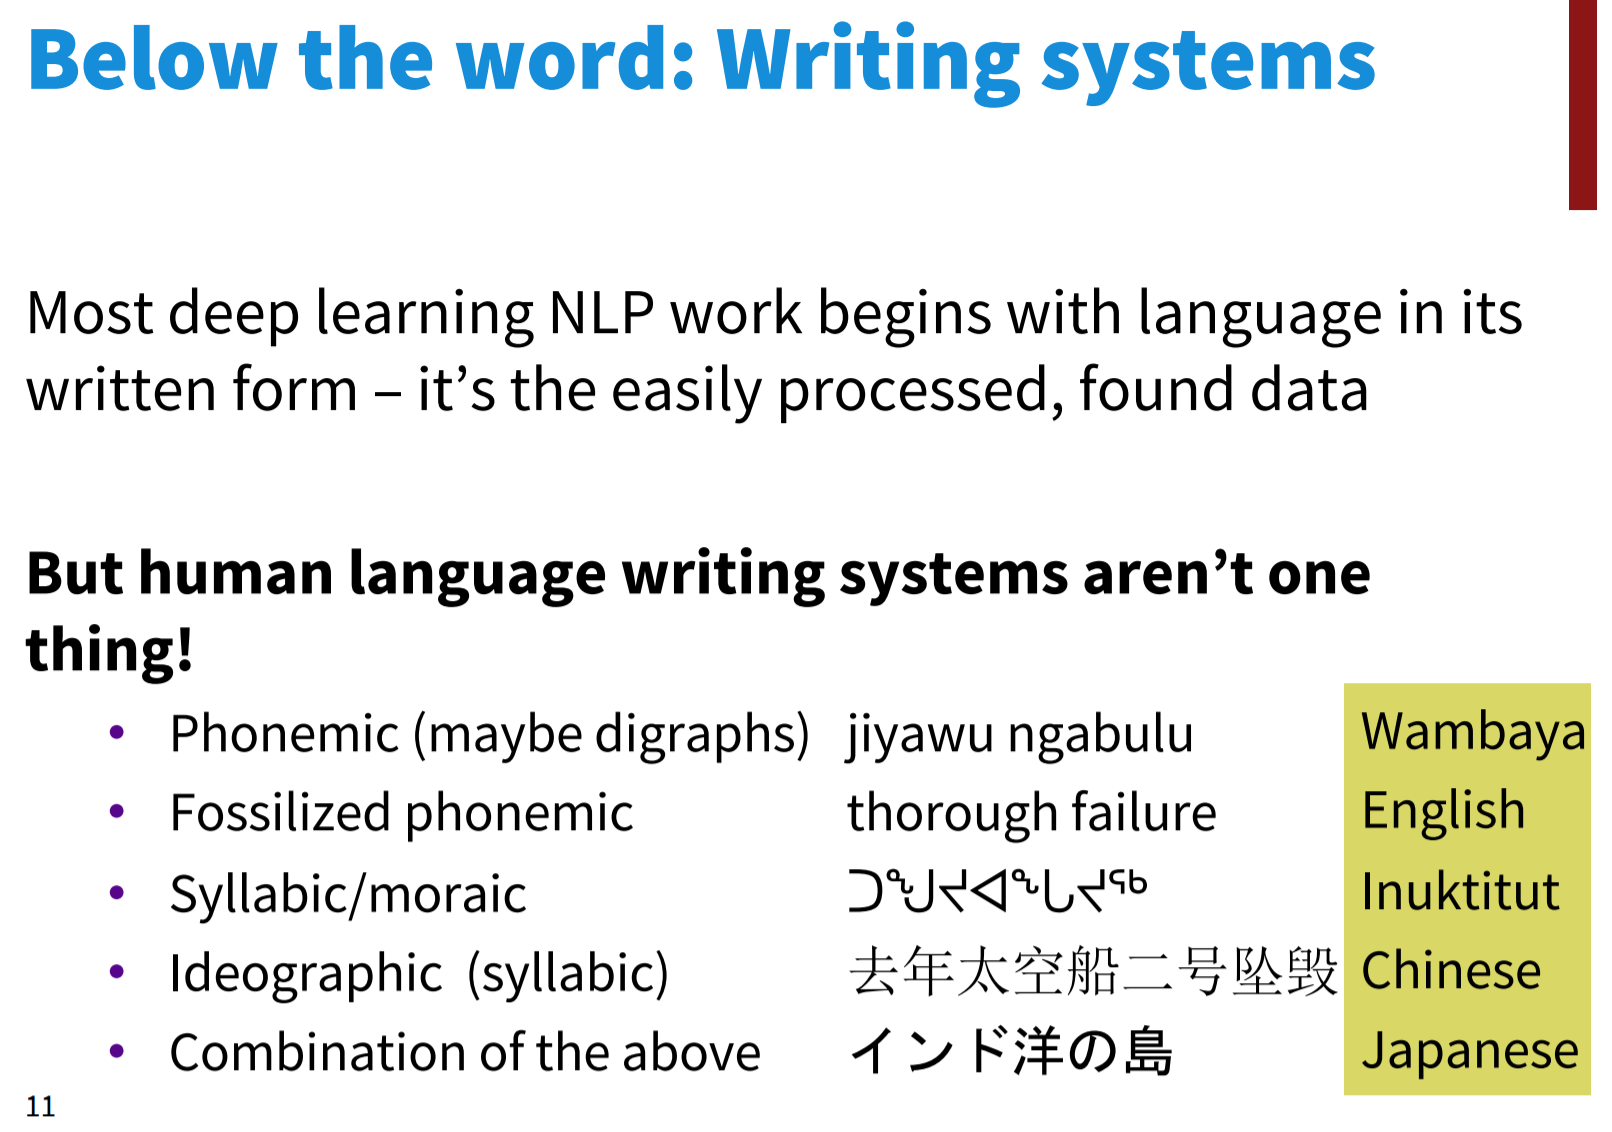 Below the word: Writing systems
Most deep learning NLP work begins with language in its
written form – it’s the easily processed, found data
But human language writing systems aren’t one
thing!
• Phonemic (maybe digraphs) jiyawu ngabulu Wambaya
• Fossilized phonemic thorough failure English
• Syllabic/moraic ᑐᖑᔪᐊᖓᔪᖅ Inuktitut
• Ideographic (syllabic) 去年太空船二号坠毁 Chinese
• Combination of the above インド洋の島 Japanese
11